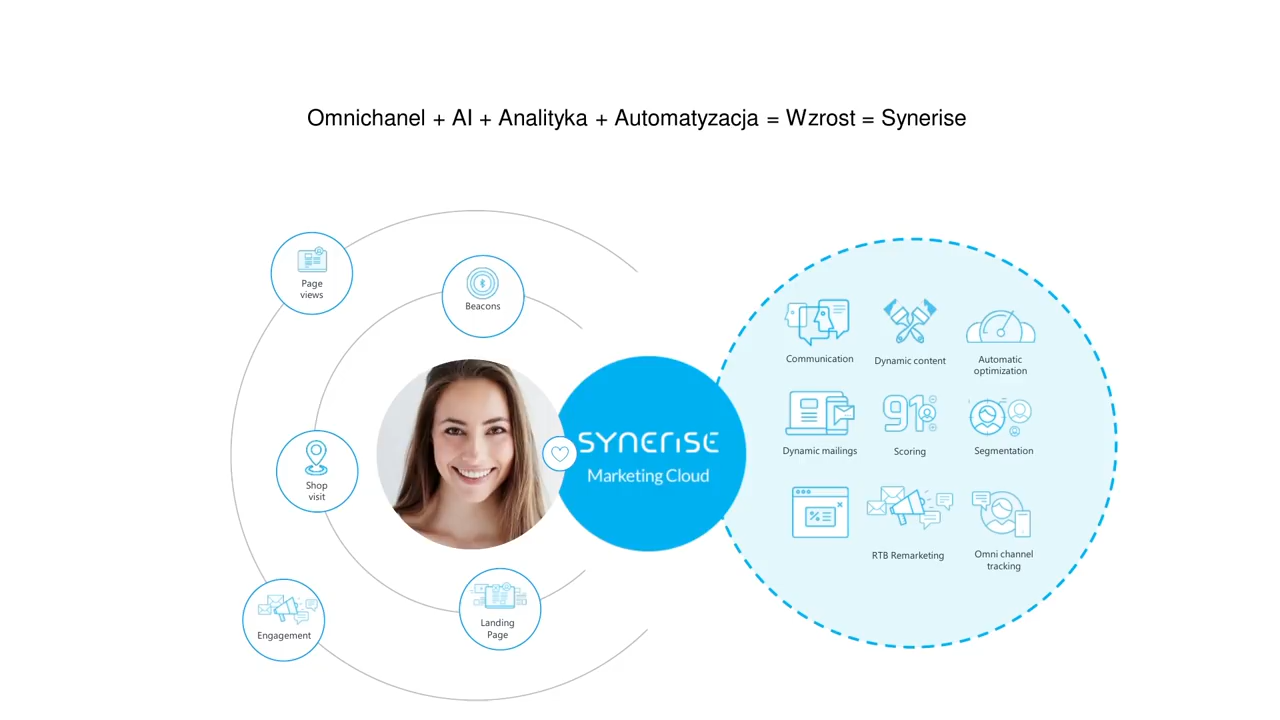 Omnichanel + AI + Analityka + Automatyzacja = Wzrost = Synerise
Page
views
Beacons
Shop
visit
Engagement
Landing
Page
SYNERISE
Marketing Cloud
Communication
Dynamic content
Automatic
optimization
Dynamic mailings
91
Scoring
Segmentation
RTB Remarketing
Omni channel
tracking